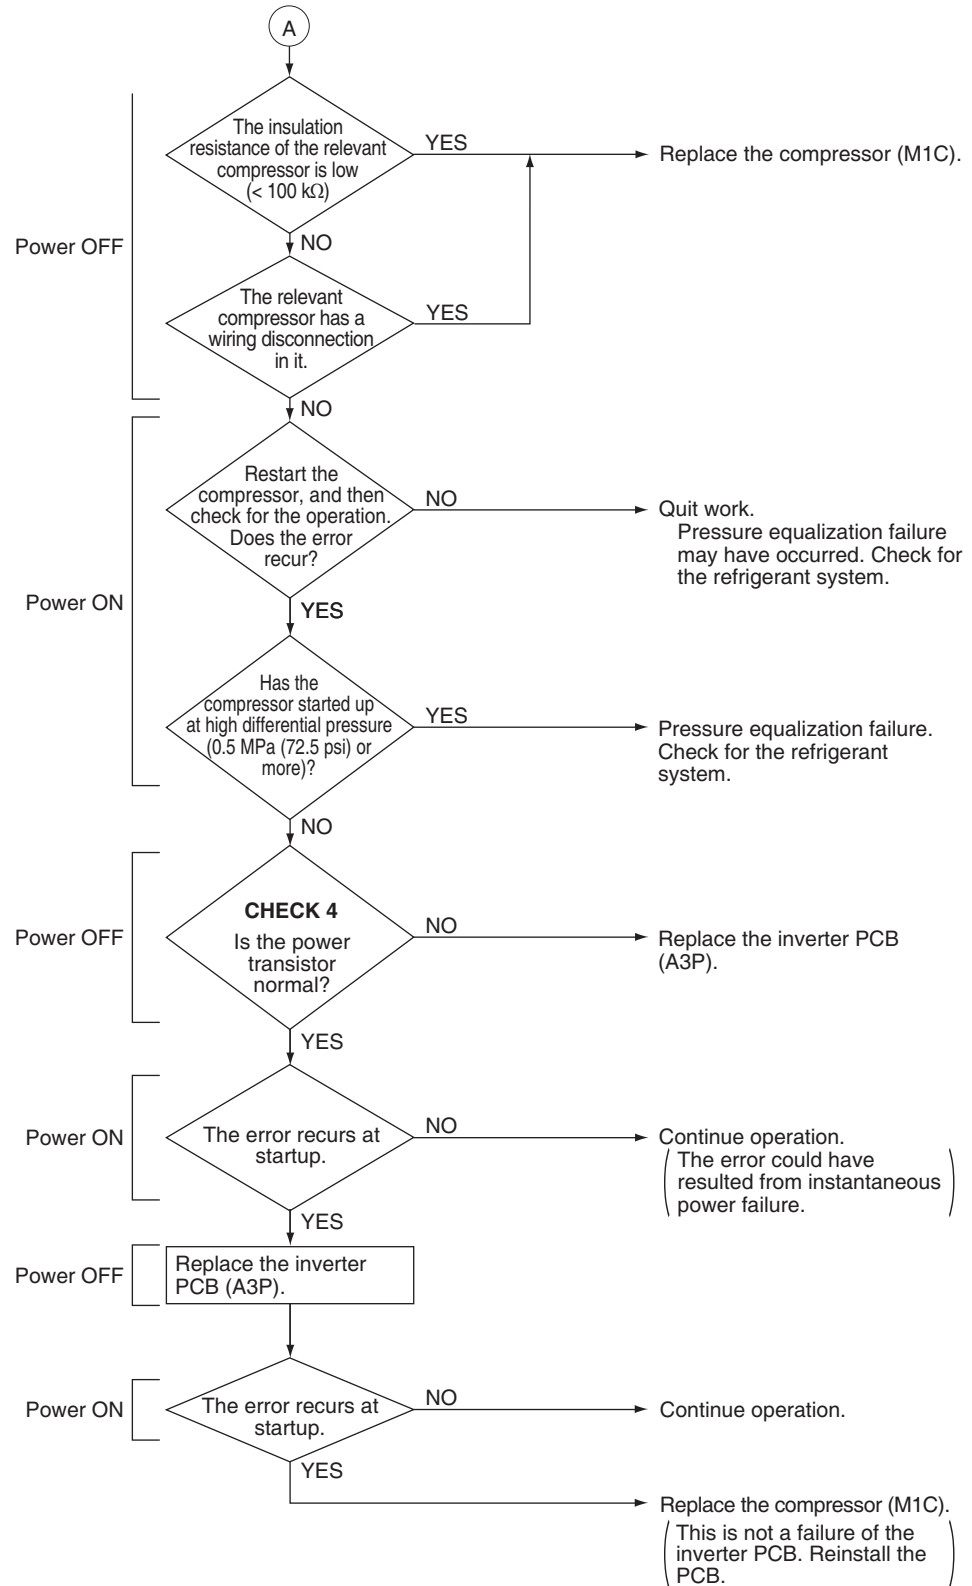 A
The insulation
resistance of the relevant
compressor is low
(< 100 kΩ)
YES
Replace the compressor (M1C).
Power OFF
NO
The relevant
compressor has a
wiring disconnection
in it.
YES
NO
Restart the
compressor, and then
check for the operation.
Does the error
recur?
NO
Quit work.
Pressure equalization failure
may have occurred. Check for
the refrigerant system.
Power ON
YES
Has the
compressor started up
at high differential pressure
(0.5 MPa (72.5 psi) or
more)?
YES
Pressure equalization failure.
Check for the refrigerant
system.
NO
Power OFF
CHECK 4
Is the power
transistor
normal?
NO
Replace the inverter PCB
(A3P).
YES
Power ON
The error recurs at
startup.
NO
Continue operation.
The error could have
resulted from instantaneous
power failure.
YES
Power OFF
Replace the inverter
PCB (A3P).
Power ON
The error recurs at
startup.
NO
Continue operation.
YES
Replace the compressor (M1C).
This is not a failure of the
inverter PCB. Reinstall the
PCB.